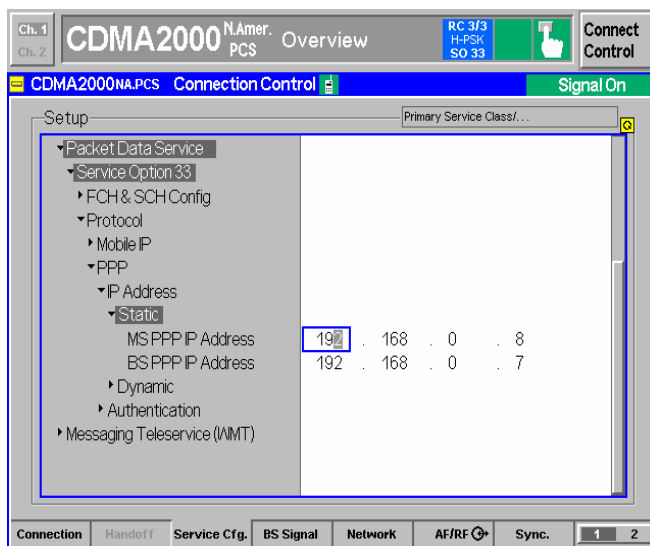 Ch. 1
Ch. 2
CDMA2000 N.Amer. PCS Overview
RC 3/3
H-PSK
SO 33
Connect
Control
CDMA2000 NA.PCS Connection Control
Signal On
Setup
Primary Service Class/...
Packet Data Service
Service Option 33
FCH & SCH Config
Protocol
Mobile IP
PPP
IP Address
Static
MS PPP IP Address 192 . 168 . 0 . 8
BS PPP IP Address 192 . 168 . 0 . 7
Dynamic
Authentication
Messaging Teleservice (WMT)
Connection Handoff Service Cfg. BS Signal Network AF/RF Sync. 1 2